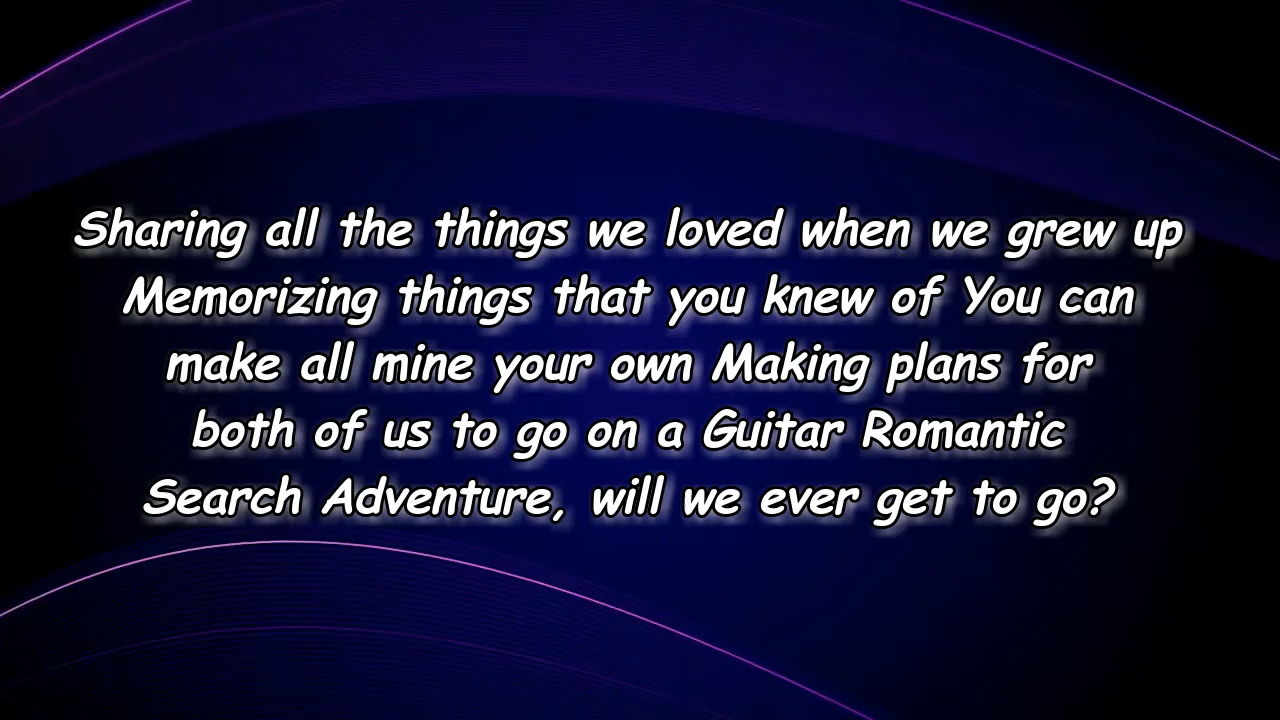 Sharing all the things we loved when we grew up
Memorizing things that you knew of You can
make all mine your own Making plans for
both of us to go on a Guitar Romantic
Search Adventure, will we ever get to go?